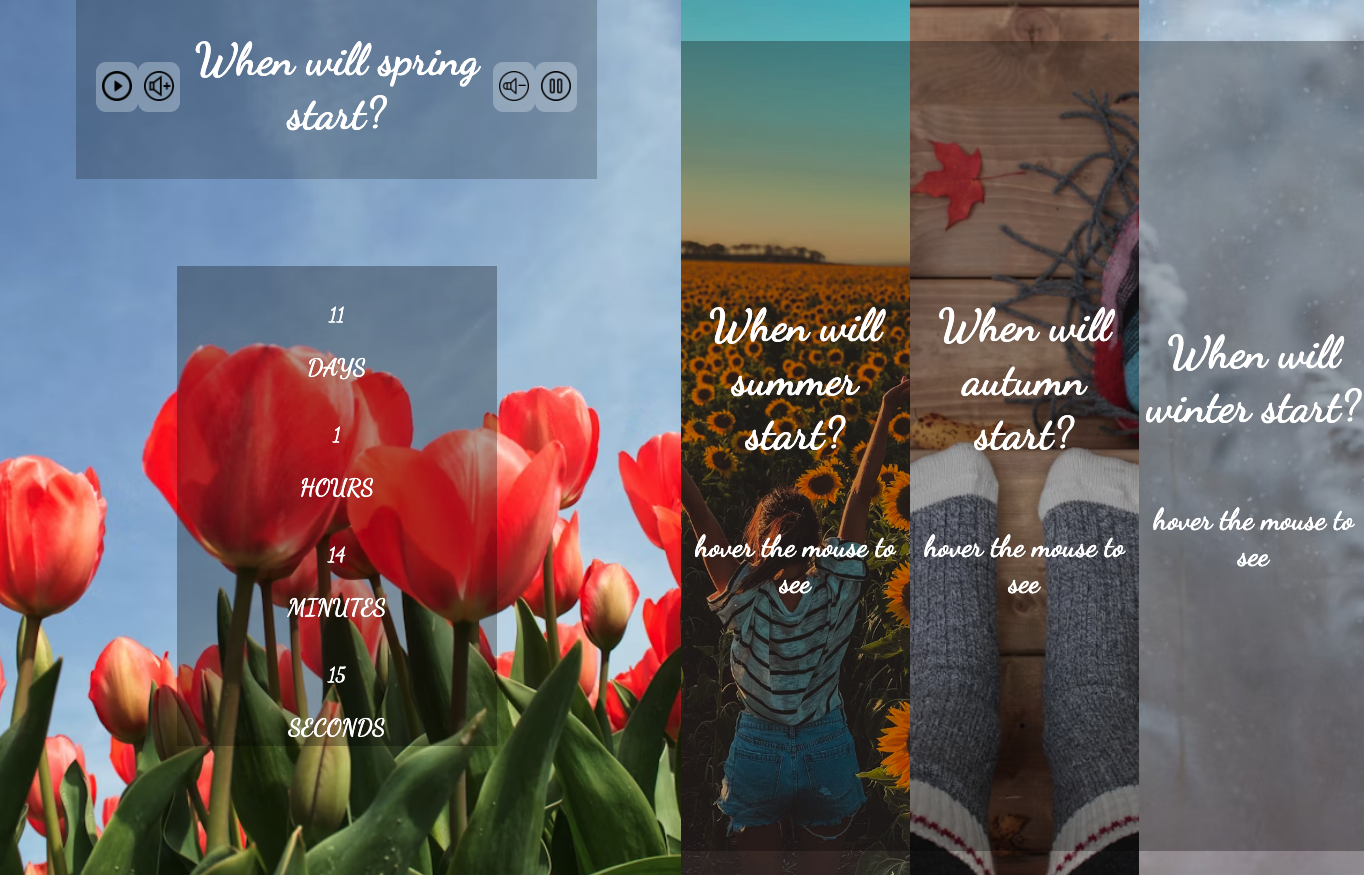 When will spring
start?
11
DAYS
1
HOURS
14
MINUTES
15
SECONDS
When will
summer
start?
hover the mouse to
see
When will
autumn
start?
hover the mouse to
see
When will
winter start?
hover the mouse to
see